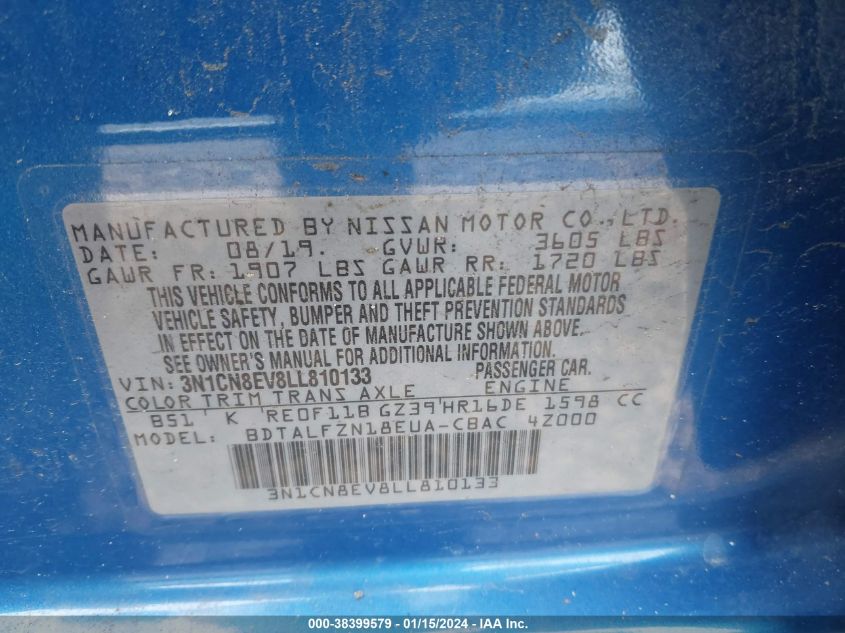 MANUFACTURED BY NISSAN MOTOR CO., LTD.
DATE: 08/19. GVWR: 3605 LBS
GAWR FR: 1907 LBS GAWR RR: 1720 LBS
THIS VEHICLE CONFORMS TO ALL APPLICABLE FEDERAL MOTOR
VEHICLE SAFETY, BUMPER AND THEFT PREVENTION STANDARDS
IN EFFECT ON THE DATE OF MANUFACTURE SHOWN ABOVE.
SEE OWNER'S MANUAL FOR ADDITIONAL INFORMATION.
VIN: 3N1CN8EV8LL810133 PASSENGER CAR.
COLOR TRIM TRANS AXLE ENGINE
B51 K RE0F11B GZ39 HR16DE 1598 CC
MODEL: BDTALFZN18EUA-CBAC 4Z000
3N1CN8EV8LL810133
000-38399579 - 01/15/2024 - IAA Inc.